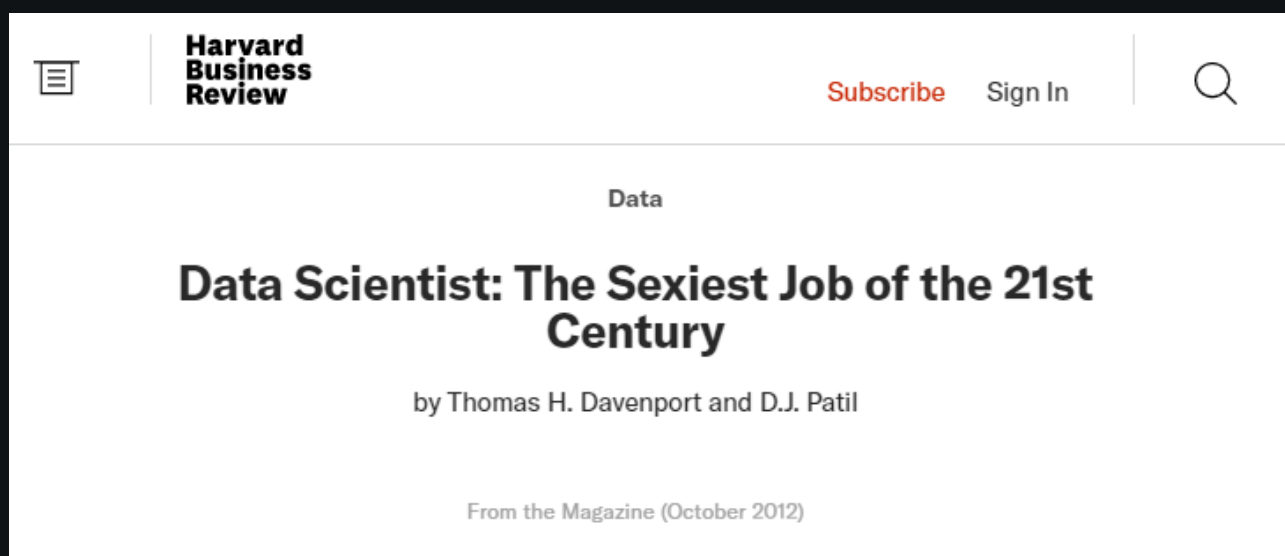 Harvard
Business
Review
Subscribe
Sign In
Data
Data Scientist: The Sexiest Job of the 21st
Century
by Thomas H. Davenport and D.J. Patil
From the Magazine (October 2012)